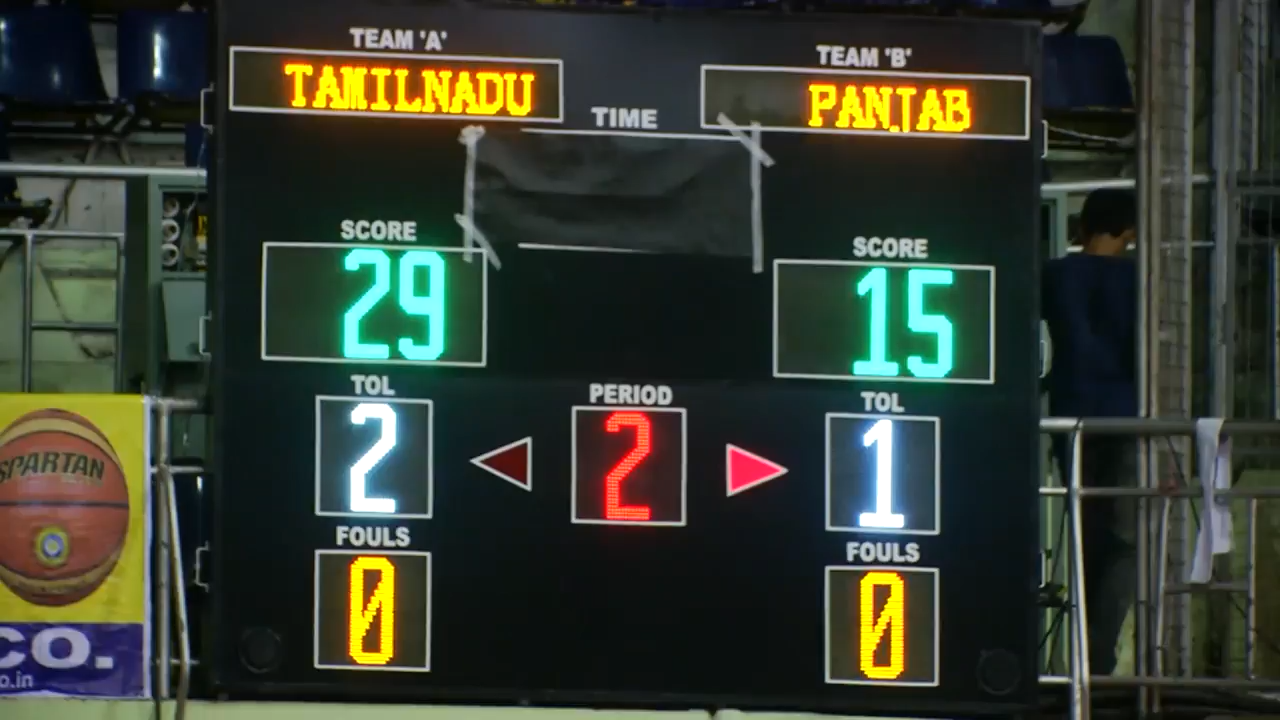 TEAM 'A'
TEAM 'B'
TAMILNADU
PANJAB
TIME
SCORE
SCORE
29
15
TOL
PERIOD
TOL
2
2
1
FOULS
FOULS
0
0
SPARTAN
CO.
o.in